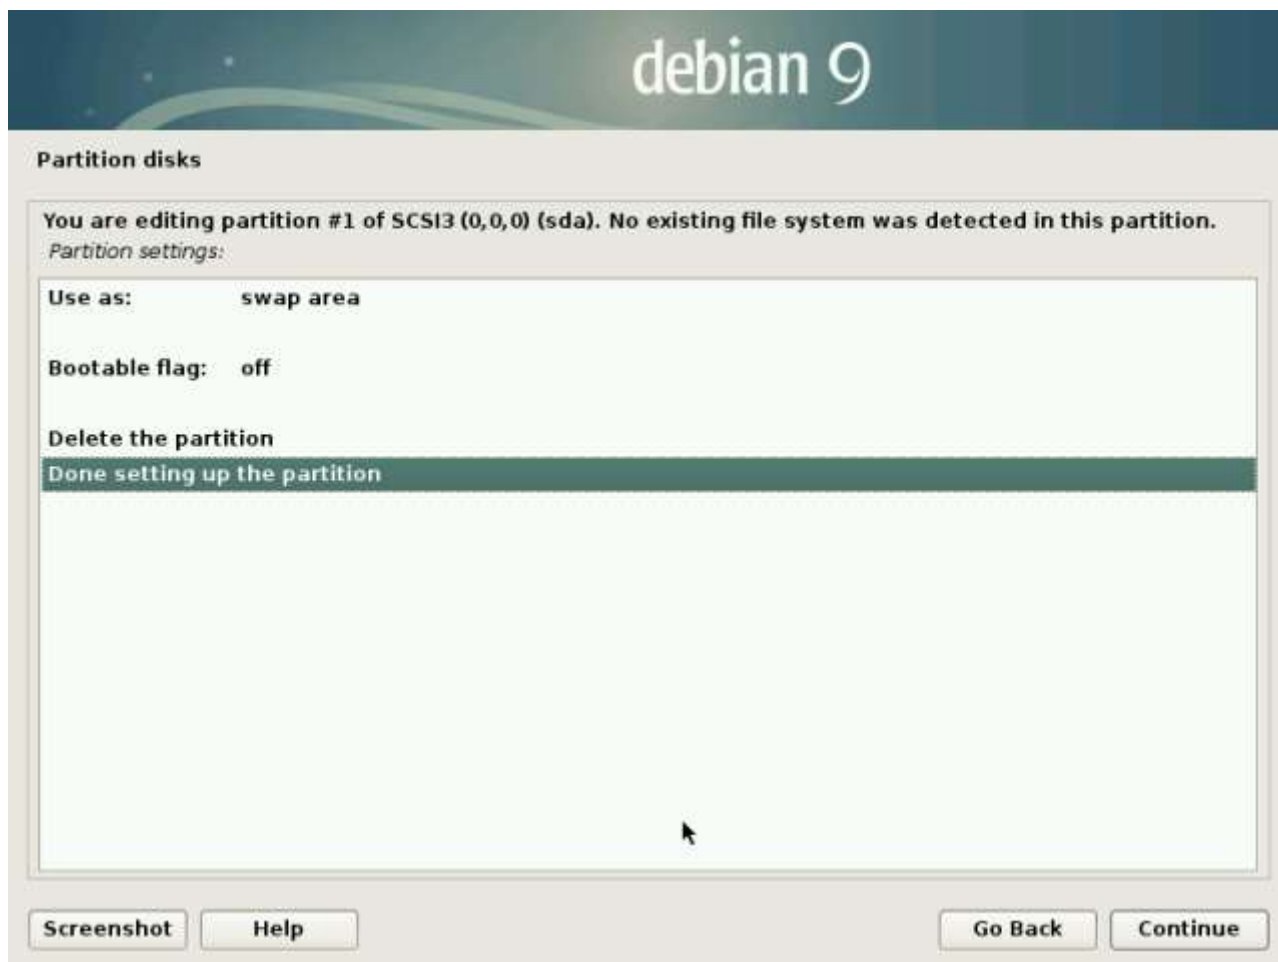 debian 9
Partition disks
You are editing partition #1 of SCSI3 (0,0,0) (sda). No existing file system was detected in this partition.
Partition settings:
Use as: swap area
Bootable flag: off
Delete the partition
Done setting up the partition
Screenshot Help Go Back Continue